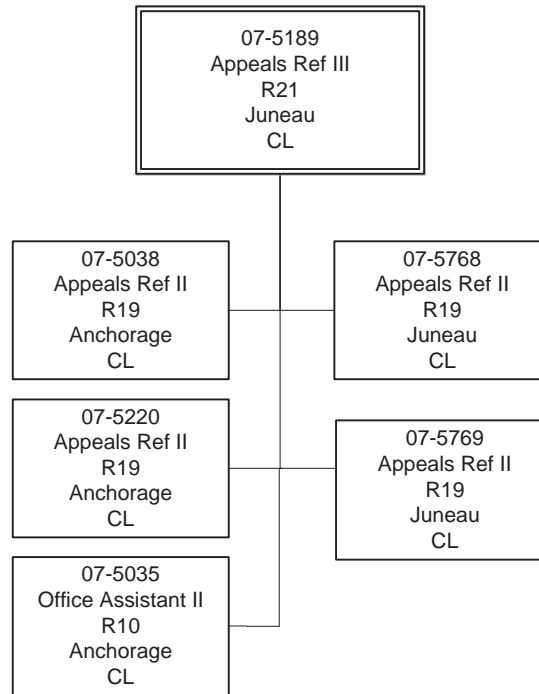 07-5189
Appeals Ref III
R21
Juneau
CL
07-5038
Appeals Ref II
R19
Anchorage
CL
07-5768
Appeals Ref II
R19
Juneau
CL
07-5220
Appeals Ref II
R19
Anchorage
CL
07-5769
Appeals Ref II
R19
Juneau
CL
07-5035
Office Assistant II
R10
Anchorage
CL